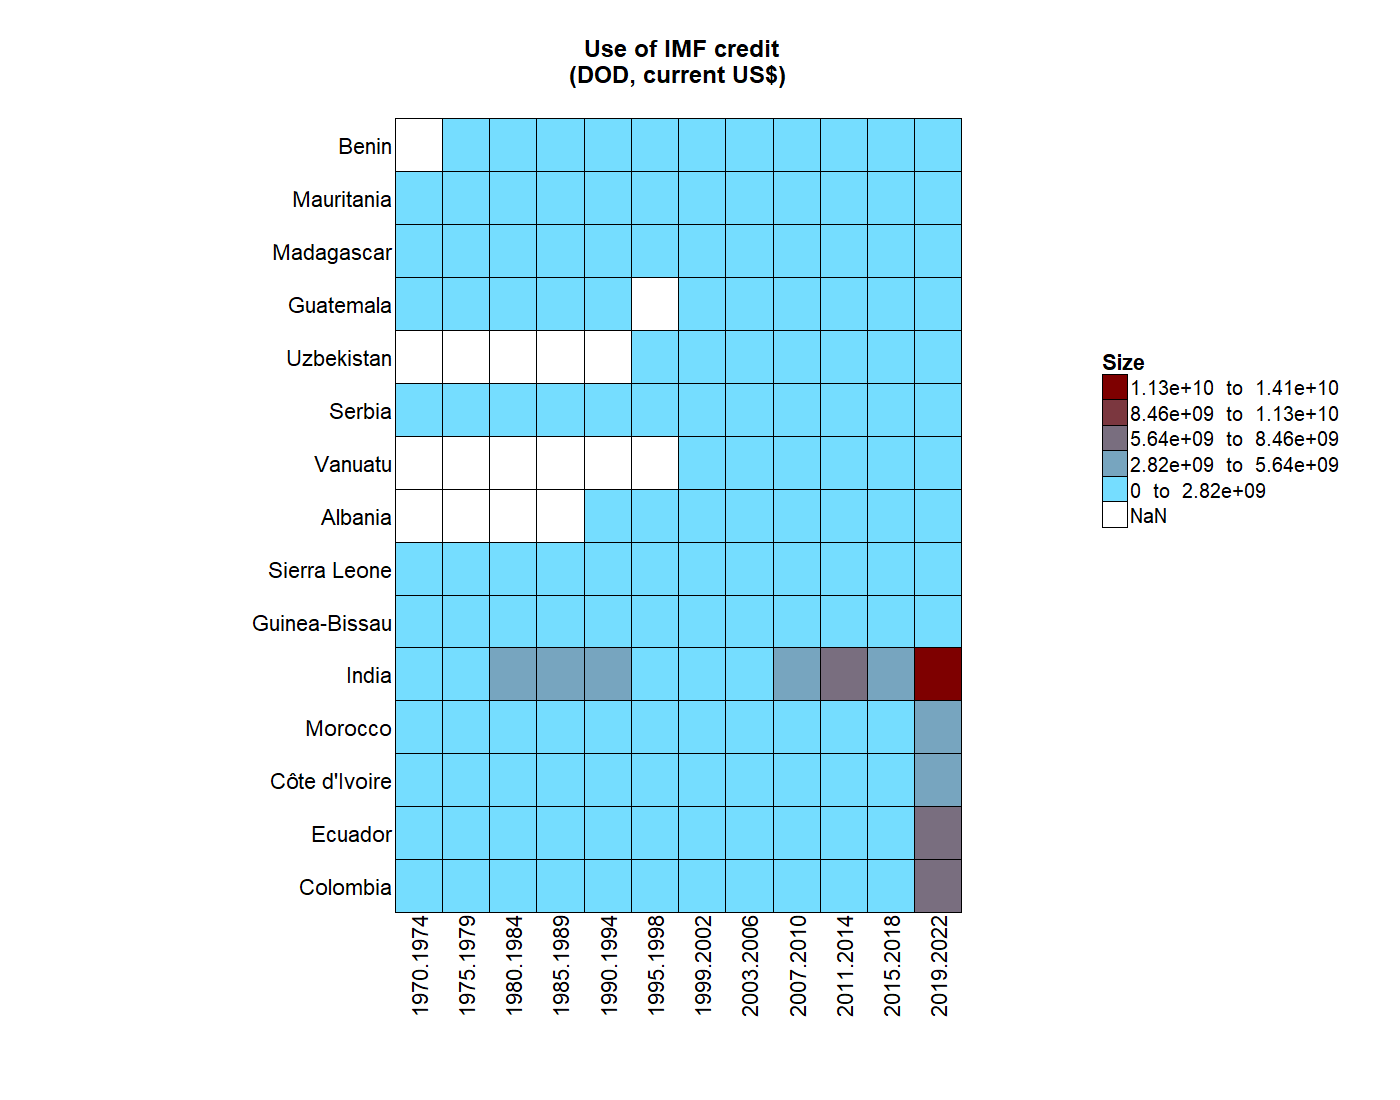 Use of IMF credit
(DOD, current US$)
Benin
Mauritania
Madagascar
Guatemala
Uzbekistan
Serbia
Vanuatu
Albania
Sierra Leone
Guinea-Bissau
India
Morocco
Côte d'Ivoire
Ecuador
Colombia
1970.1974
1975.1979
1980.1984
1985.1989
1990.1994
1995.1998
1999.2002
2003.2006
2007.2010
2011.2014
2015.2018
2019.2022
Size
1.13e+10 to 1.41e+10
8.46e+09 to 1.13e+10
5.64e+09 to 8.46e+09
2.82e+09 to 5.64e+09
0 to 2.82e+09
NaN